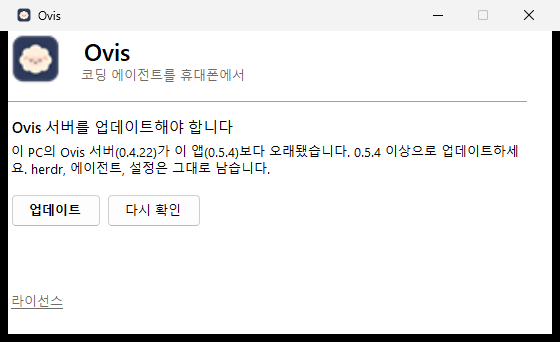 Ovis
Ovis
코딩 에이전트를 휴대폰에서
Ovis 서버를 업데이트해야 합니다
이 PC의 Ovis 서버(0.4.22)가 이 앱(0.5.4)보다 오래됐습니다. 0.5.4 이상으로 업데이트하세
요. herdr, 에이전트, 설정은 그대로 남습니다.
업데이트 다시 확인
라이선스